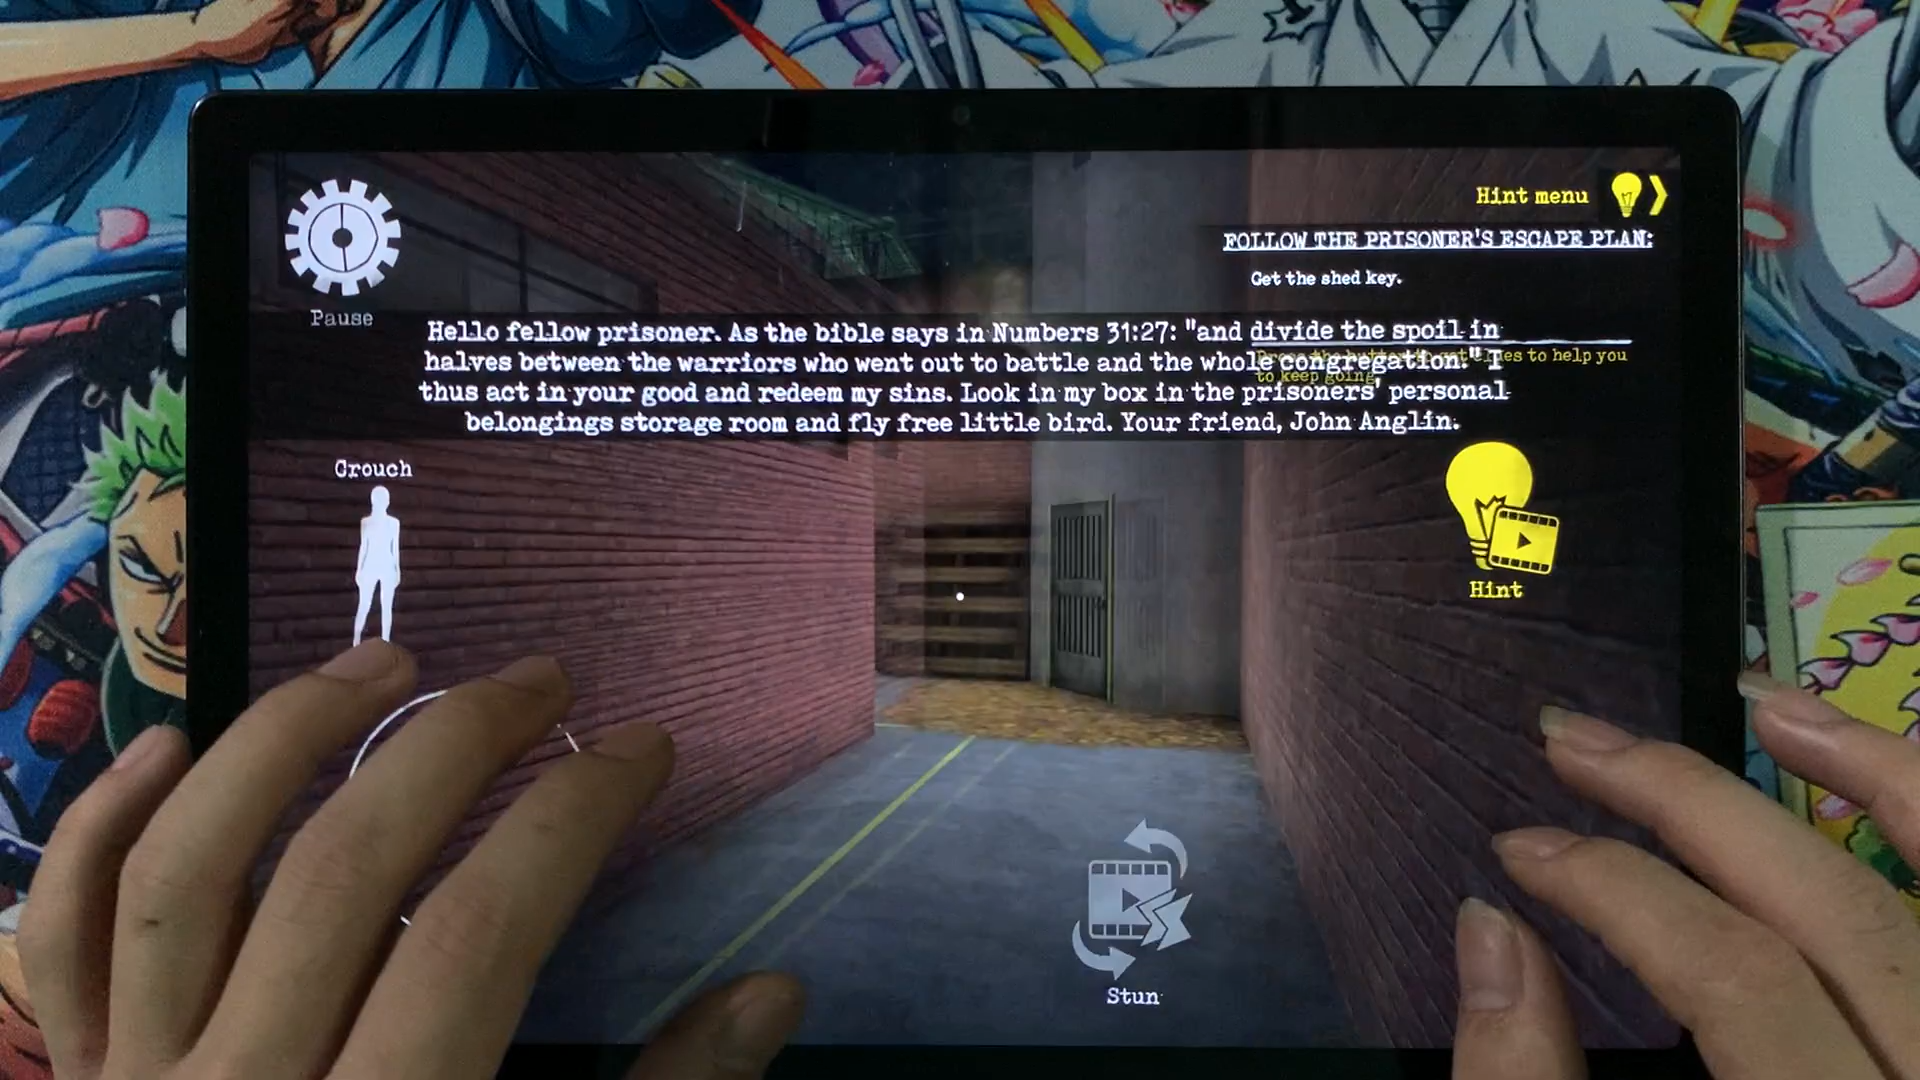 Hint menu
FOLLOW THE PRISONER'S ESCAPE PLAN:
Get the shed key.
Pause
Hello fellow prisoner. As the bible says in Numbers 31:27: "and divide the spoil in
halves between the warriors who went out to battle and the whole congregation." I
thus act in your good and redeem my sins. Look in my box in the prisoners' personal
belongings storage room and fly free little bird. Your friend, John Anglin.
to help you
to keep going
Crouch
Hint
Stun